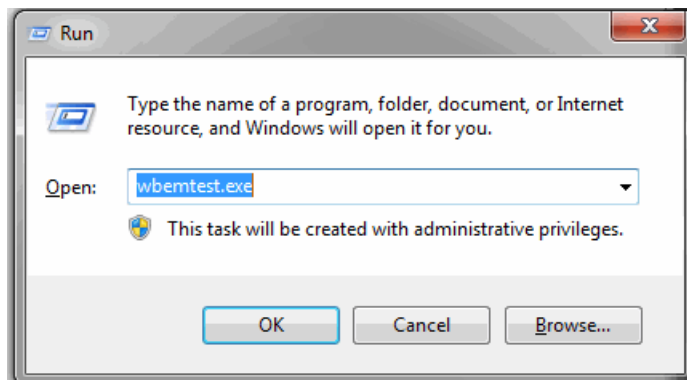 Run
Type the name of a program, folder, document, or Internet
resource, and Windows will open it for you.
Open: wbemtest.exe
This task will be created with administrative privileges.
OK Cancel Browse...